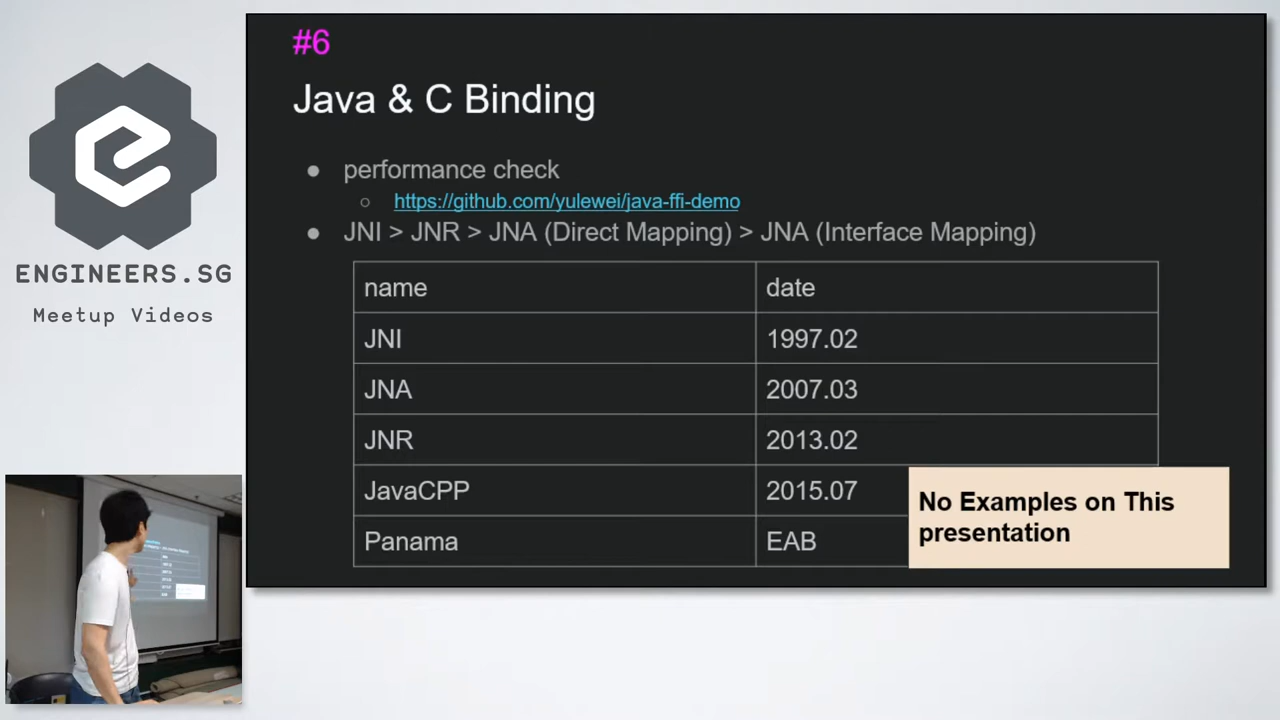 ENGINEERS.SG
Meetup Videos
#6
Java & C Binding
● performance check
○ https://github.com/yulewei/java-ffi-demo
● JNI > JNR > JNA (Direct Mapping) > JNA (Interface Mapping)
name date
JNI 1997.02
JNA 2007.03
JNR 2013.02
JavaCPP 2015.07
Panama EAB
No Examples on This
presentation